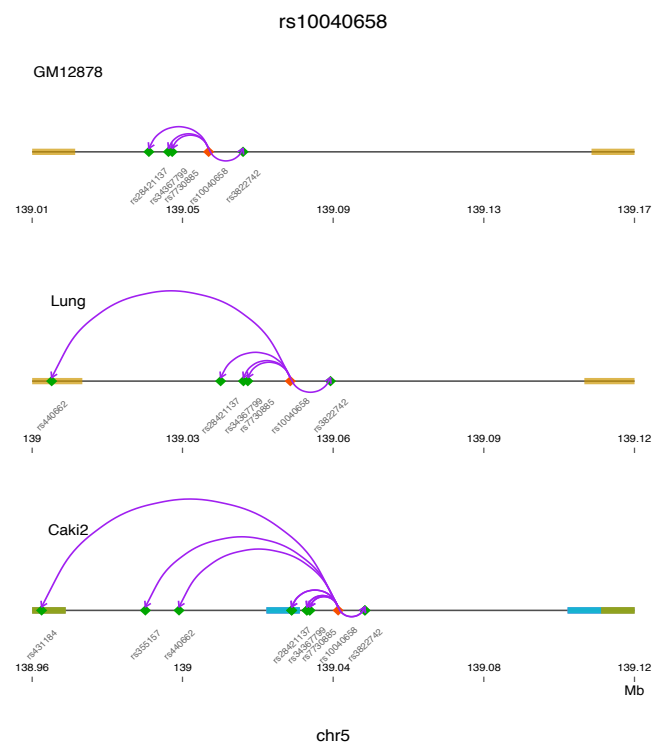 rs10040658
GM12878
rs28421137
rs34367799
rs7730885
rs10040658
rs3822742
139.01 139.05 139.09 139.13 139.17
Lung
rs440662
rs28421137
rs34367799
rs7730885
rs10040658
rs3822742
139 139.03 139.06 139.09 139.12
Caki2
rs431184
rs355157
rs440662
rs28421137
rs34367799
rs7730885
rs10040658
rs3822742
138.96 139 139.04 139.08 139.12
Mb
chr5